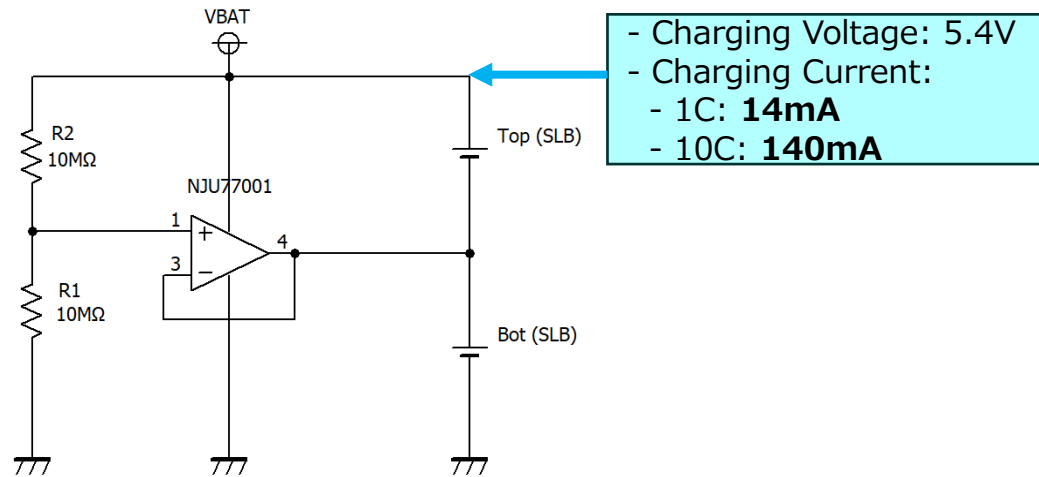 VBAT
- Charging Voltage: 5.4V
- Charging Current:
- 1C: 14mA
- 10C: 140mA
R2
10MΩ
Top (SLB)
NJU77001
1
+
4
3
−
R1
10MΩ
Bot (SLB)